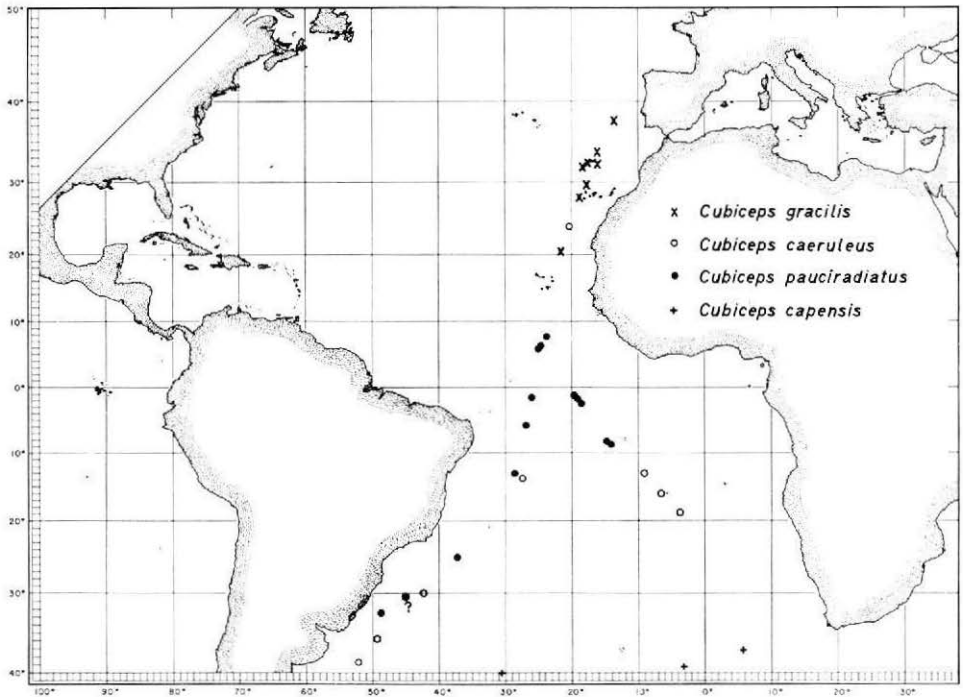 50°
40°
30°
20°
10°
0°
10°
20°
30°
40°
x Cubiceps gracilis
o Cubiceps caeruleus
● Cubiceps pauciradiatus
+ Cubiceps capensis
?
100° 90° 80° 70° 60° 50° 40° 30° 20° 10° 0° 10° 20° 30°